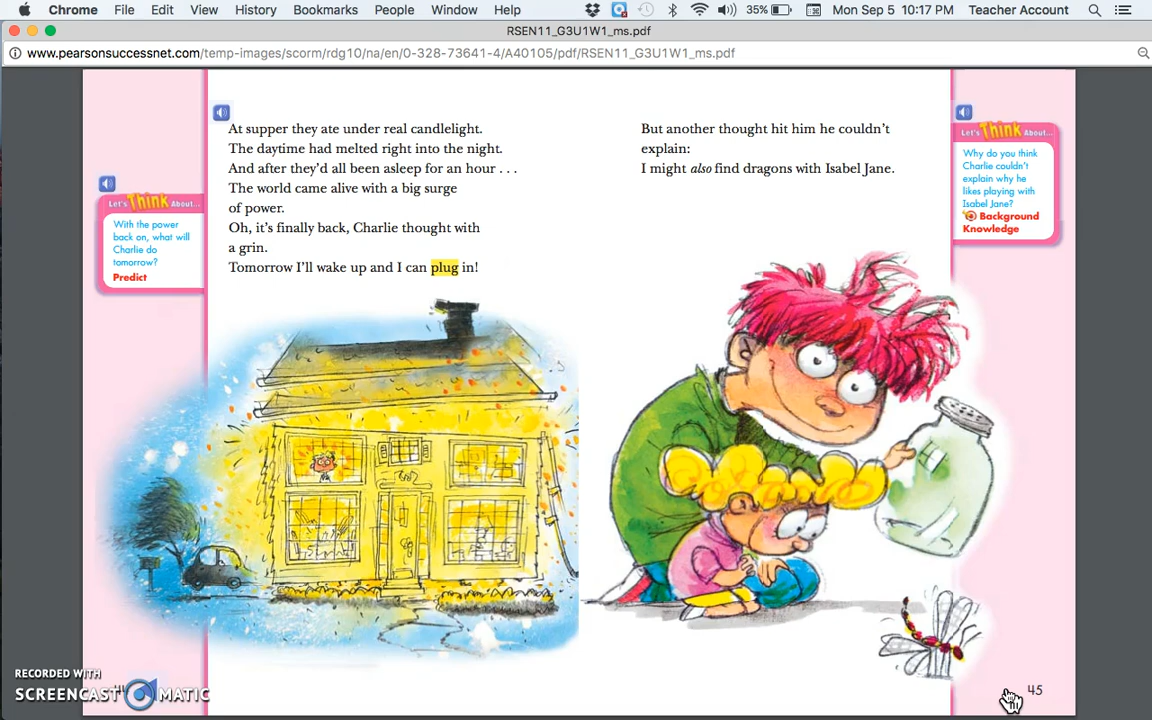 Chrome File Edit View History Bookmarks People Window Help 35% Mon Sep 5 10:17 PM Teacher Account
RSEN11_G3U1W1_ms.pdf
www.pearsonsuccessnet.com/temp-images/scorm/rdg10/na/en/0-328-73641-4/A40105/pdf/RSEN11_G3U1W1_ms.pdf
Let's Think About...
With the power
back on, what will
Charlie do
tomorrow?
Predict
At supper they ate under real candlelight.
The daytime had melted right into the night.
And after they'd all been asleep for an hour . . .
The world came alive with a big surge
of power.
Oh, it's finally back, Charlie thought with
a grin.
Tomorrow I'll wake up and I can plug in!
But another thought hit him he couldn't
explain:
I might also find dragons with Isabel Jane.
Let's Think About...
Why do you think
Charlie couldn't
explain why he
likes playing with
Isabel Jane?
Background
Knowledge
RECORDED WITH
SCREENCAST MATIC
45